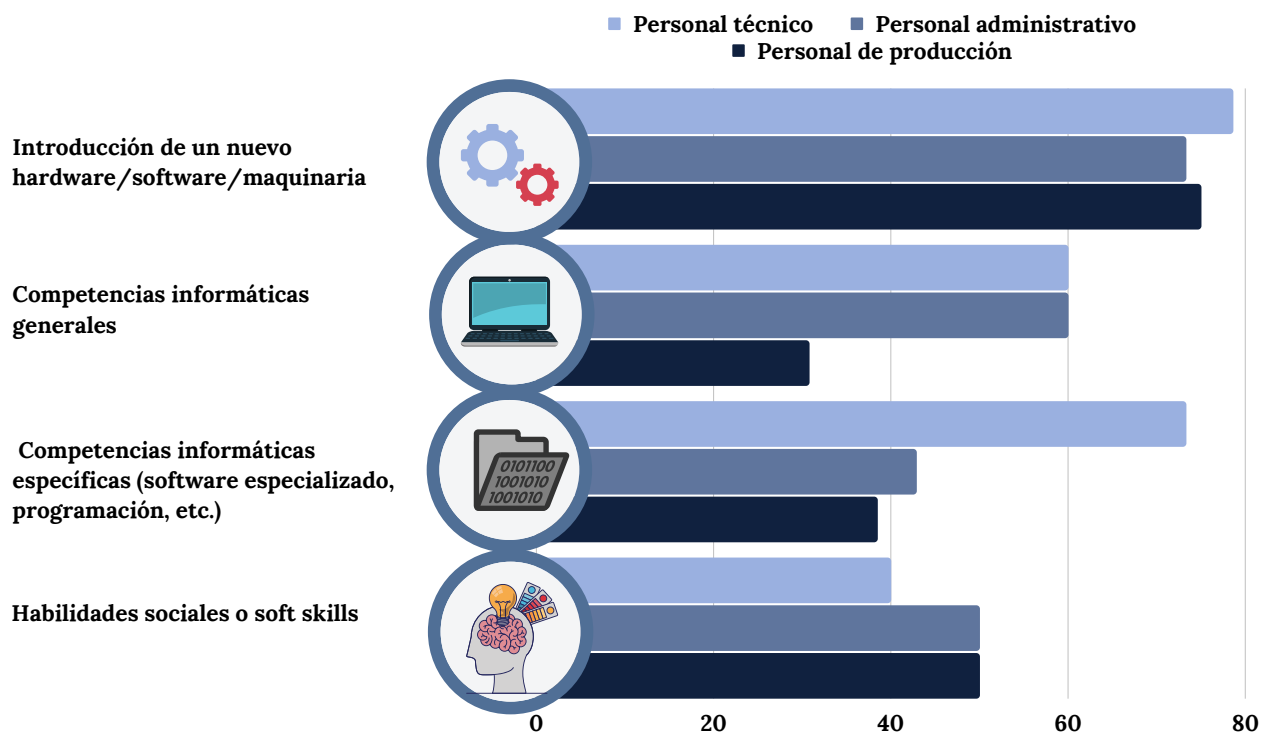 Personal técnico
Personal administrativo
Personal de producción
Introducción de un nuevo
hardware/software/maquinaria
Competencias informáticas
generales
Competencias informáticas
específicas (software especializado,
programación, etc.)
0101100
1001010
1001010
Habilidades sociales o soft skills
0
20
40
60
80